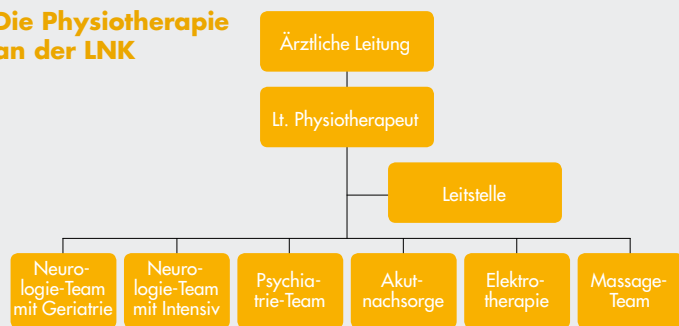 Die Physiotherapie
an der LNK
Ärztliche Leitung
Lt. Physiotherapeut
Leitstelle
Neuro-
logie-Team
mit Geriatrie
Neuro-
logie-Team
mit Intensiv
Psychia-
trie-Team
Akut-
nachsorge
Elektro-
therapie
Massage-
Team